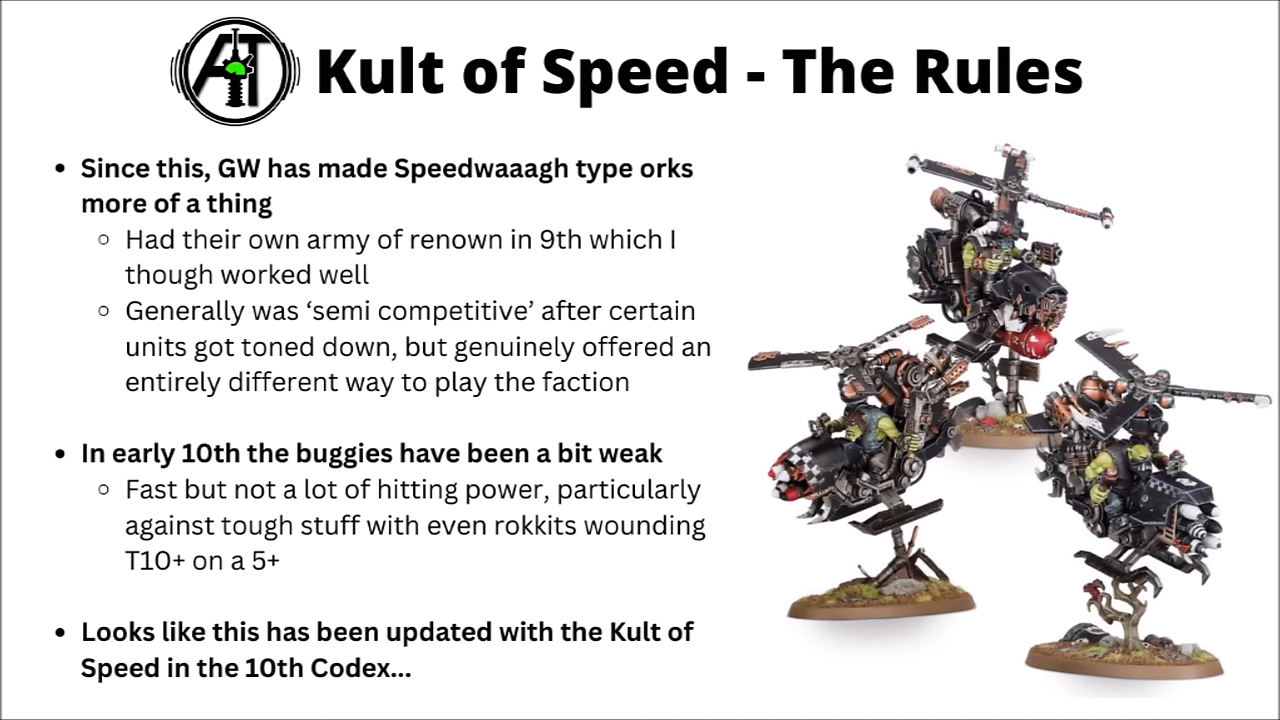 AT
Kult of Speed - The Rules
• Since this, GW has made Speedwaaagh type orks
more of a thing
○ Had their own army of renown in 9th which I
though worked well
○ Generally was ‘semi competitive’ after certain
units got toned down, but genuinely offered an
entirely different way to play the faction
• In early 10th the buggies have been a bit weak
○ Fast but not a lot of hitting power, particularly
against tough stuff with even rokkits wounding
T10+ on a 5+
• Looks like this has been updated with the Kult of
Speed in the 10th Codex...